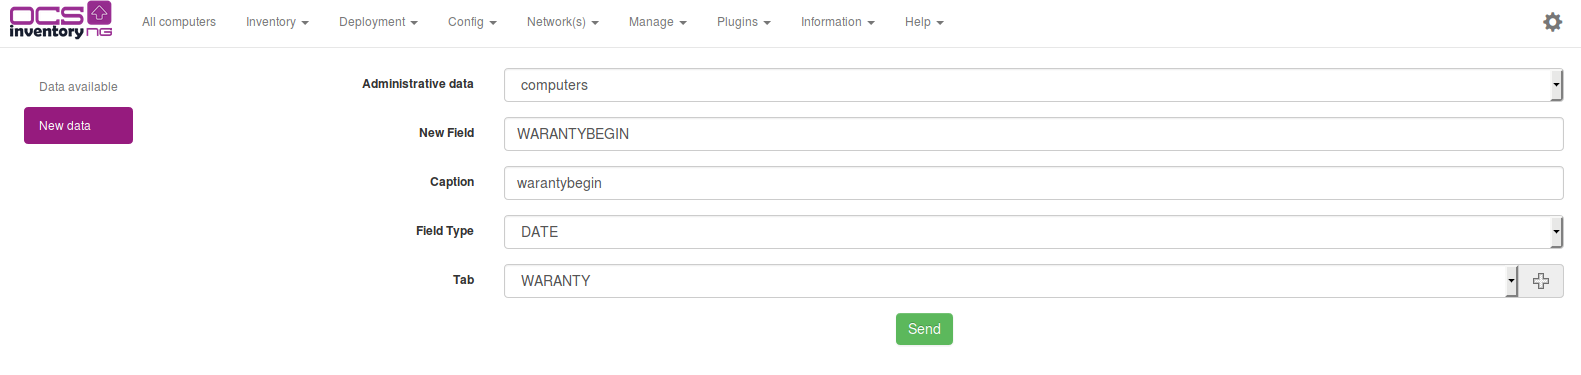 OCS
inventory NG
All computers Inventory Deployment Config Network(s) Manage Plugins Information Help
Data available
New data
Administrative data computers
New Field WARANTYBEGIN
Caption warantybegin
Field Type DATE
Tab WARANTY
Send